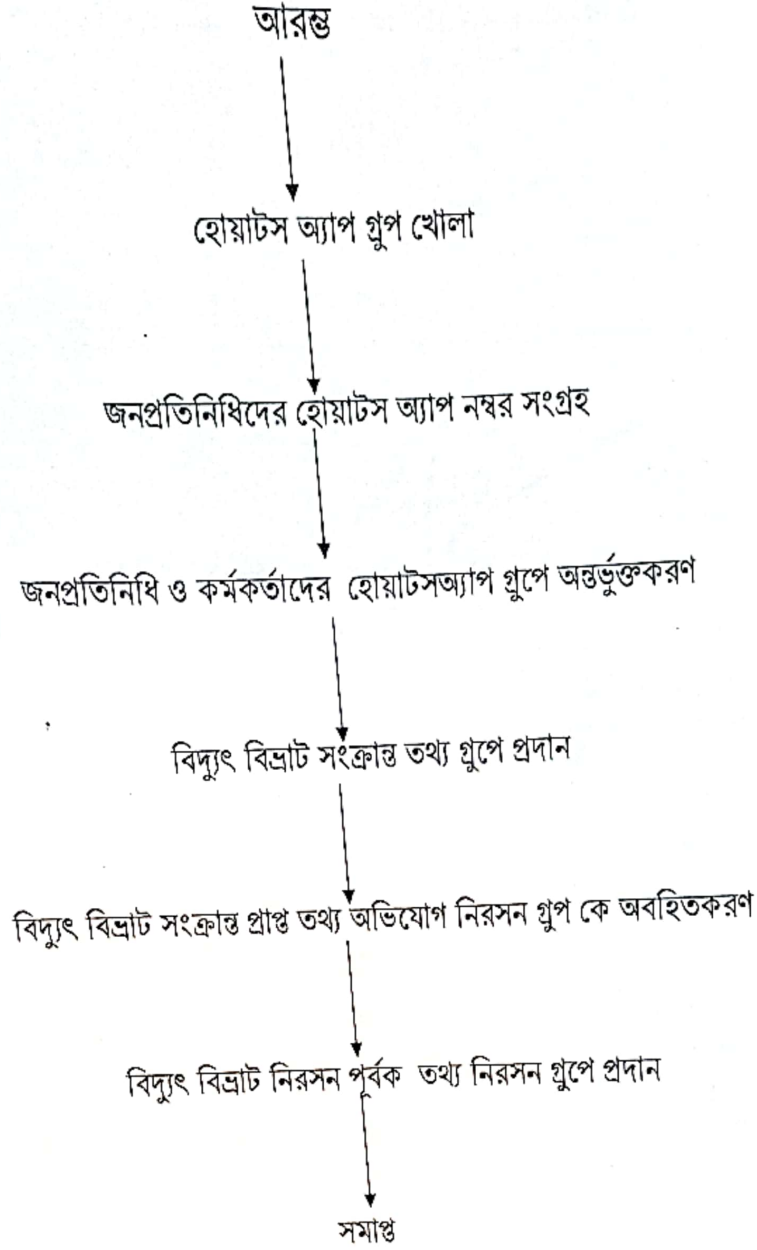 আরম্ভ
হোয়াটস অ্যাপ গ্রুপ খোলা
জনপ্রতিনিধিদের হোয়াটস অ্যাপ নম্বর সংগ্রহ
জনপ্রতিনিধি ও কর্মকর্তাদের হোয়াটসঅ্যাপ গ্রুপে অন্তর্ভুক্তকরণ
বিদ্যুৎ বিভ্রাট সংক্রান্ত তথ্য গ্রুপে প্রদান
বিদ্যুৎ বিভ্রাট সংক্রান্ত প্রাপ্ত তথ্য অভিযোগ নিরসন গ্রুপ কে অবহিতকরণ
বিদ্যুৎ বিভ্রাট নিরসন পূর্বক তথ্য নিরসন গ্রুপে প্রদান
সমাপ্ত